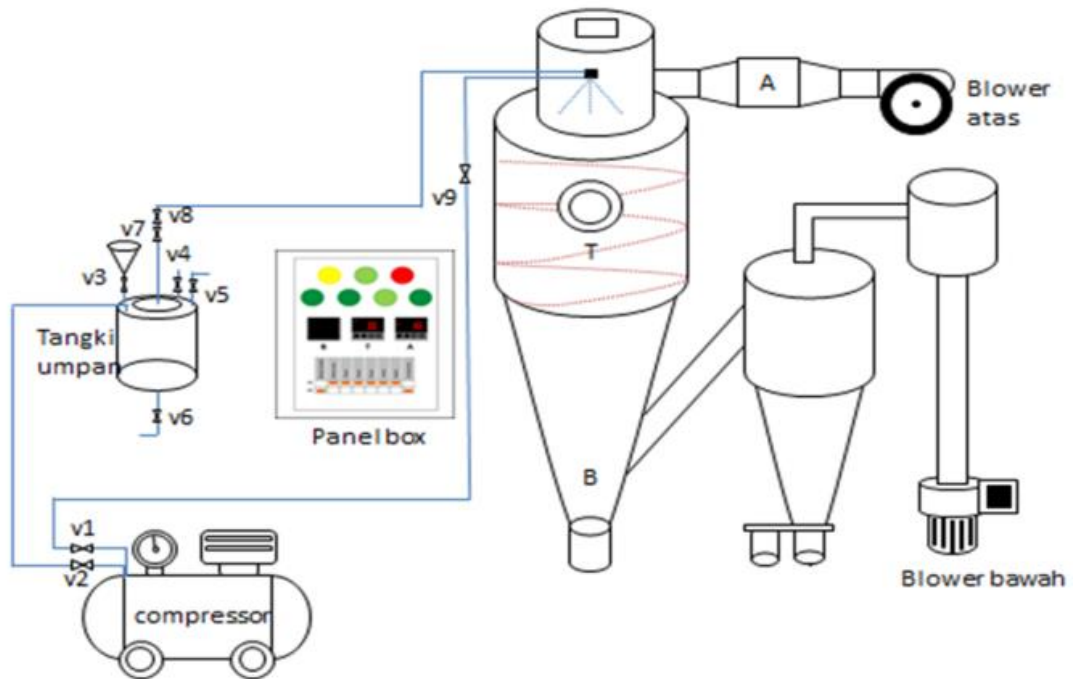 A
Blower
atas
v9
v8
v7
v4
v3
v5
T
Tangki
umpan
v6
Panel box
B
v1
v2
compressor
Blower bawah